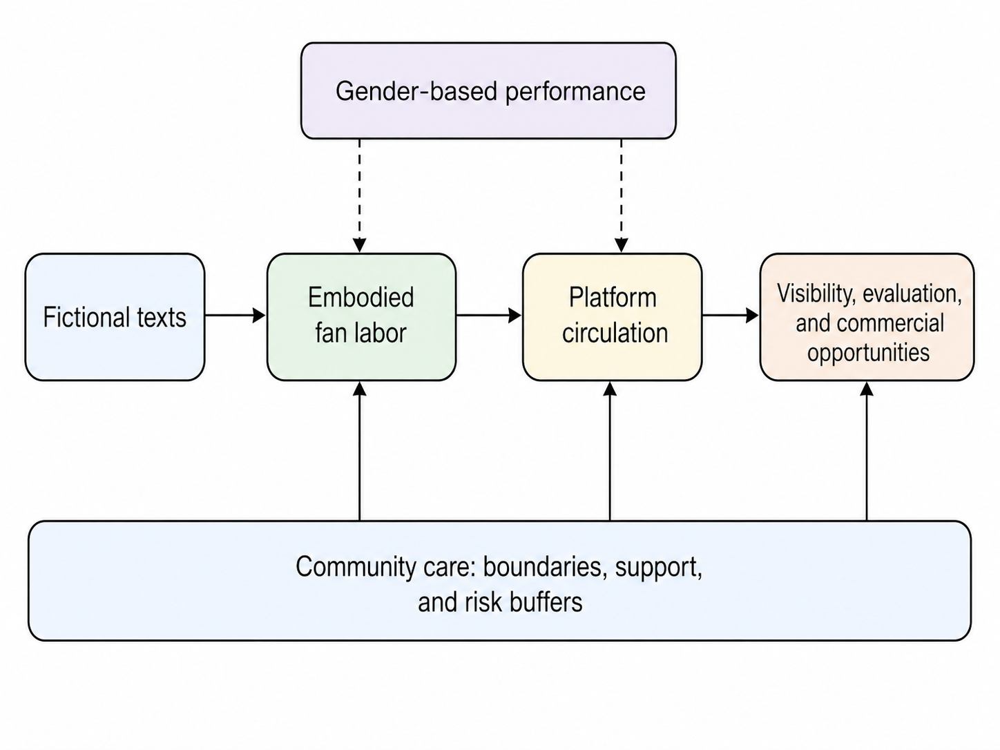 Gender-based performance
Fictional texts
Embodied
fan labor
Platform
circulation
Visibility, evaluation,
and commercial
opportunities
Community care: boundaries, support,
and risk buffers